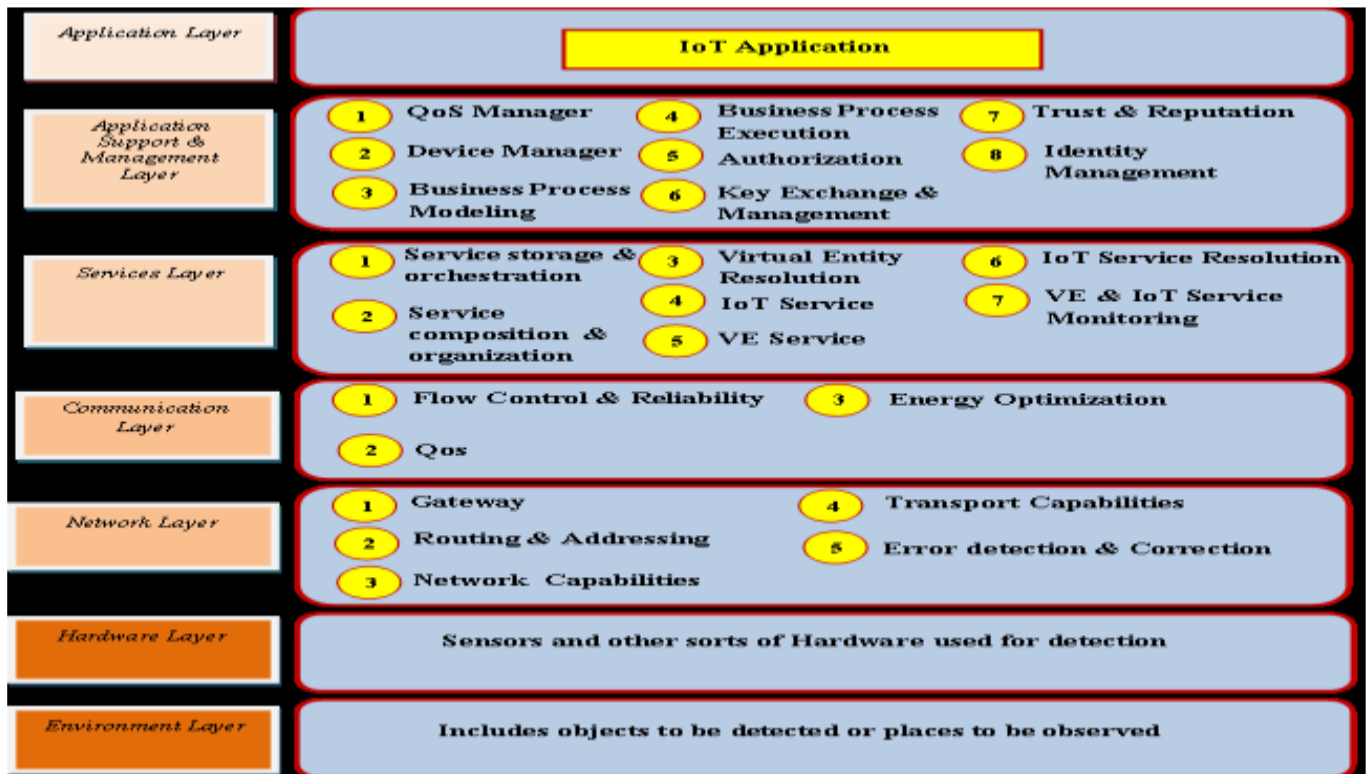 Application Layer
IoT Application
Application
Support &
Management
Layer
1 QoS Manager
2 Device Manager
3 Business Process
Modeling
4 Business Process
Execution
5 Authorization
6 Key Exchange &
Management
7 Trust & Reputation
8 Identity
Management
Services Layer
1 Service storage &
orchestration
2 Service
composition &
organization
3 Virtual Entity
Resolution
4 IoT Service
5 VE Service
6 IoT Service Resolution
7 VE & IoT Service
Monitoring
Communication
Layer
1 Flow Control & Reliability
2 Qos
3 Energy Optimization
Network Layer
1 Gateway
2 Routing & Addressing
3 Network Capabilities
4 Transport Capabilities
5 Error detection & Correction
Hardware Layer
Sensors and other sorts of Hardware used for detection
Environment Layer
Includes objects to be detected or places to be observed